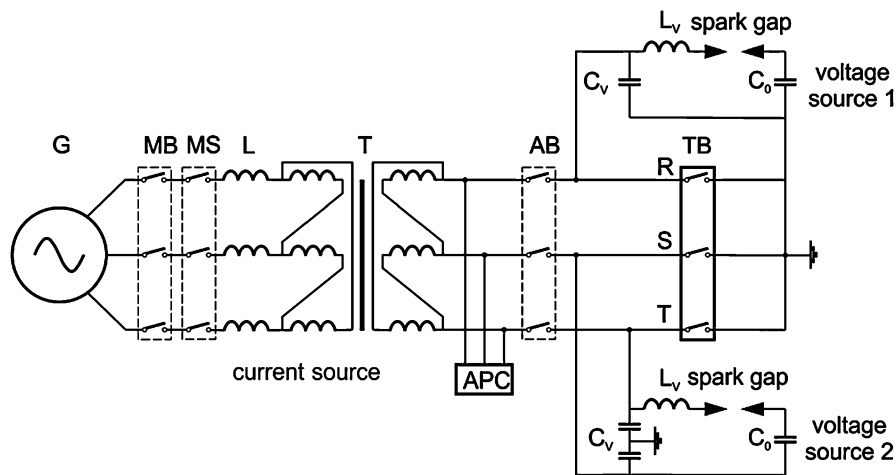 Lv spark gap
Cv
C0
voltage
source 1
G
MB
MS
L
T
AB
TB
R
S
T
current source
APC
Lv spark gap
Cv
C0
voltage
source 2